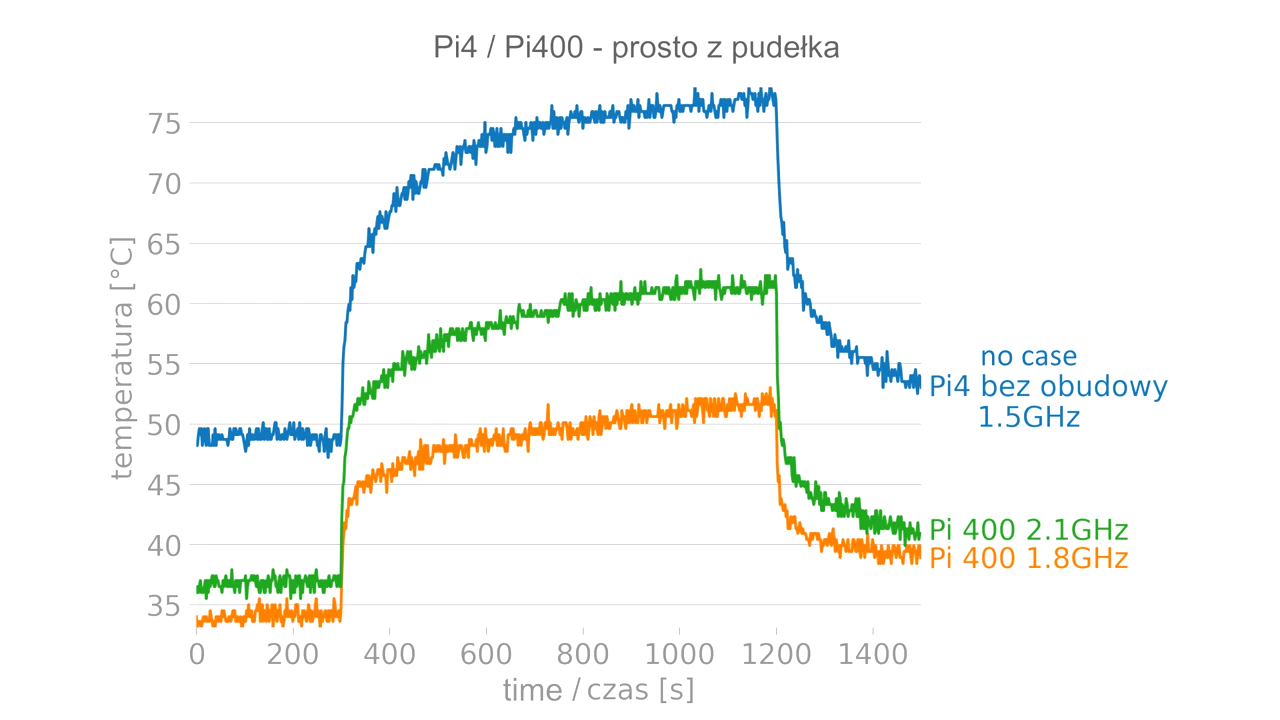 Pi4 / Pi400 - prosto z pudełka
temperatura [°C]
75
70
65
60
55
50
45
40
35
0 200 400 600 800 1000 1200 1400
time / czas [s]
no case
Pi4 bez obudowy
1.5GHz
Pi 400 2.1GHz
Pi 400 1.8GHz